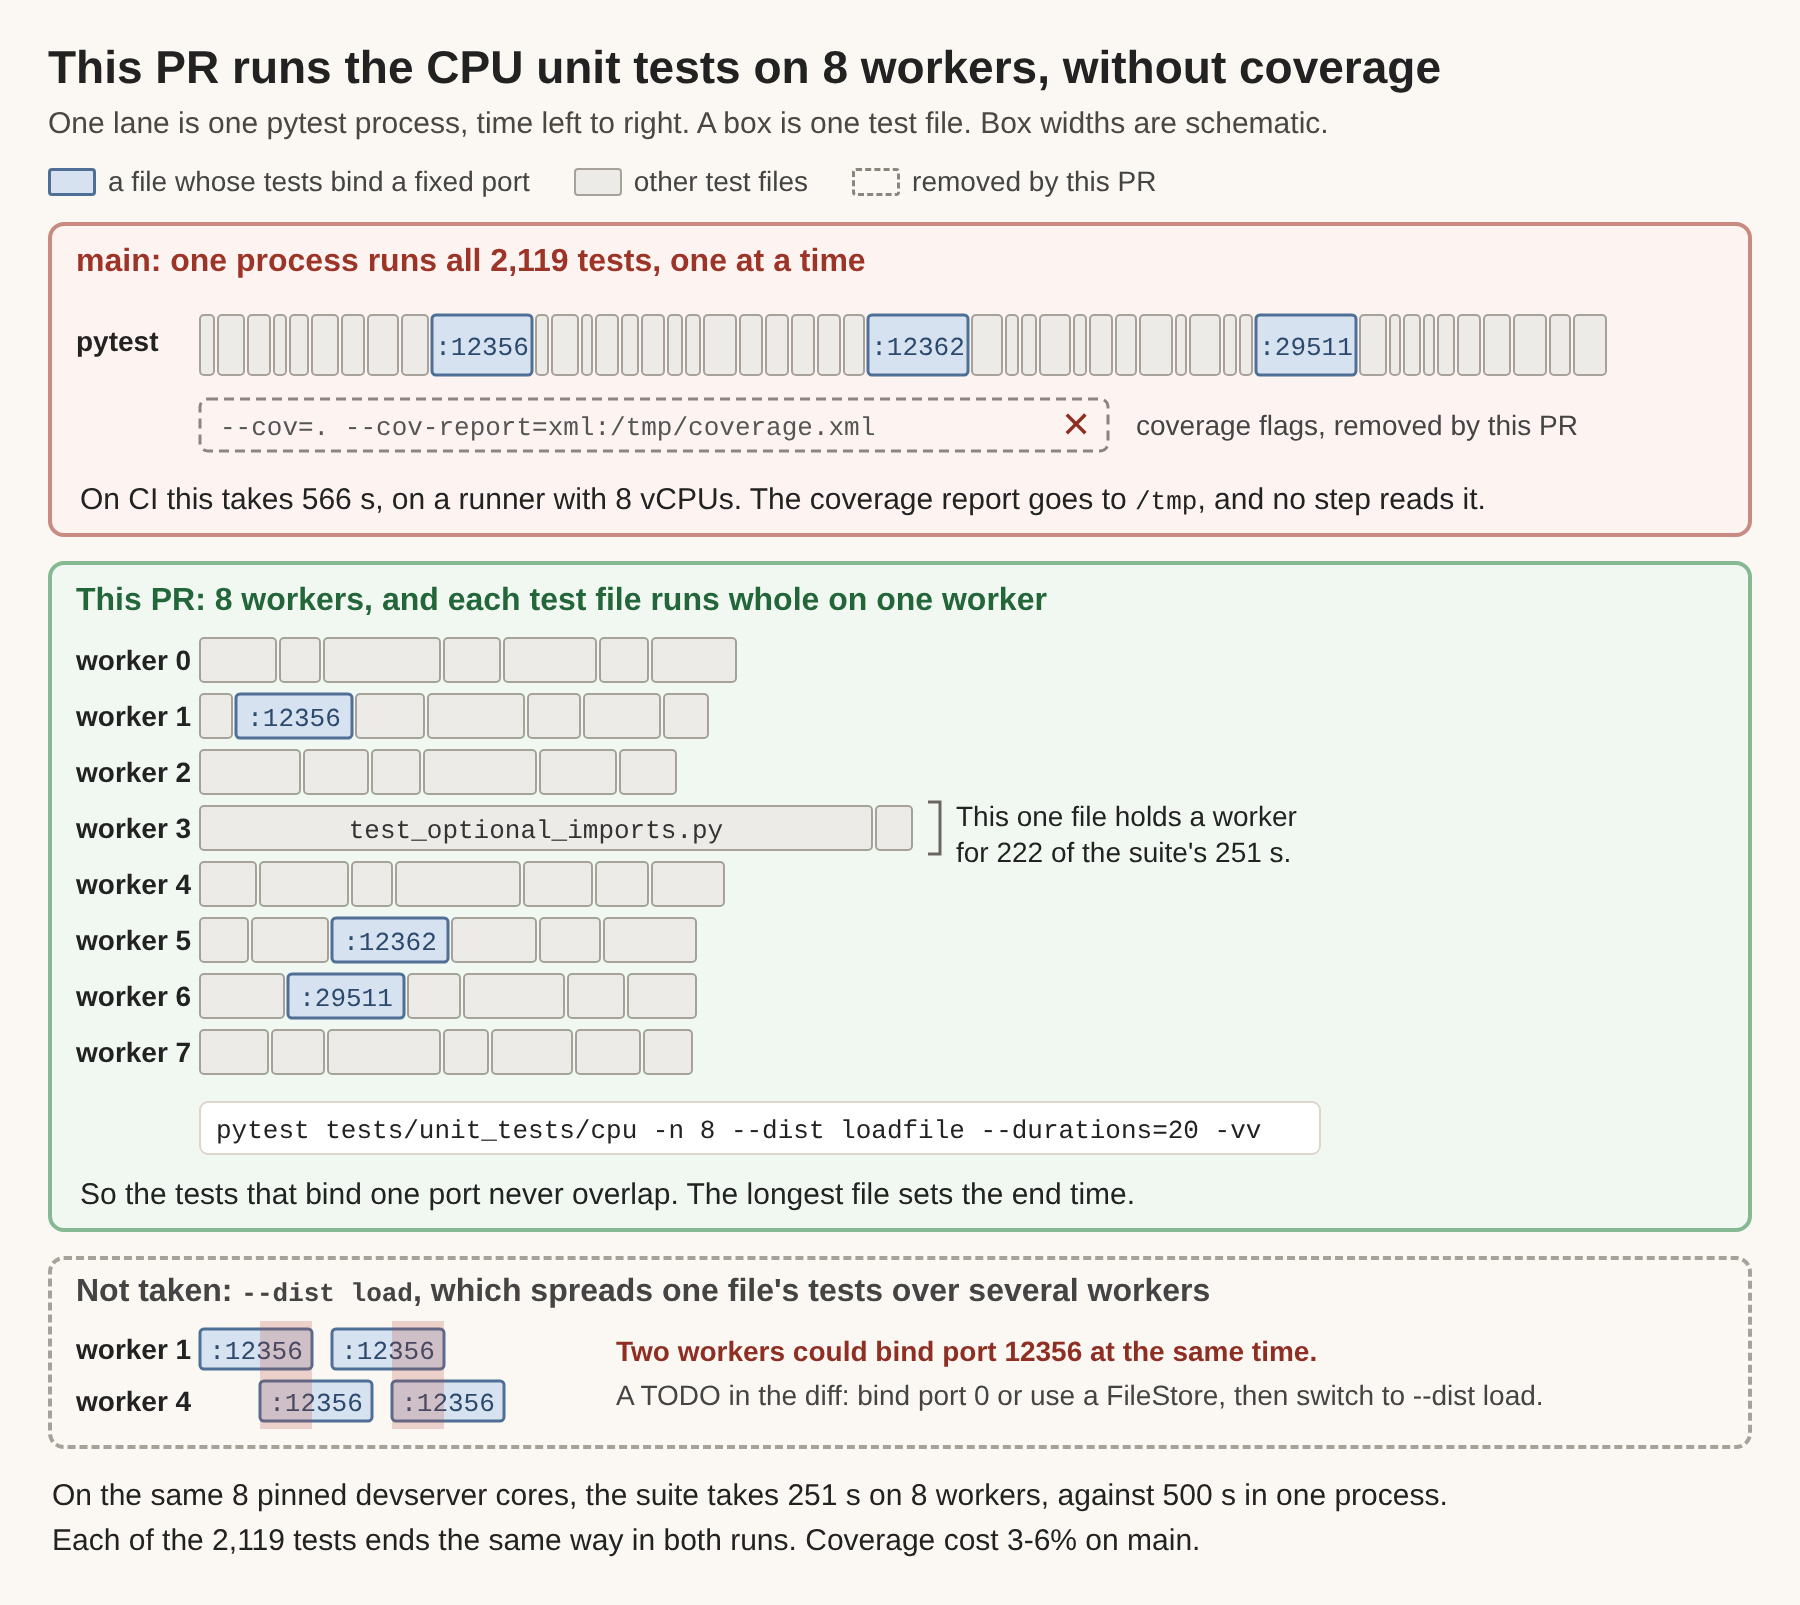 This PR runs the CPU unit tests on 8 workers, without coverage
One lane is one pytest process, time left to right. A box is one test file. Box widths are schematic.
a file whose tests bind a fixed port other test files removed by this PR
main: one process runs all 2,119 tests, one at a time
pytest :12356 :12362 :29511
--cov=. --cov-report=xml:/tmp/coverage.xml ✕ coverage flags, removed by this PR
On CI this takes 566 s, on a runner with 8 vCPUs. The coverage report goes to /tmp, and no step reads it.
This PR: 8 workers, and each test file runs whole on one worker
worker 0
worker 1 :12356
worker 2
worker 3 test_optional_imports.py
This one file holds a worker
for 222 of the suite's 251 s.
worker 4
worker 5 :12362
worker 6 :29511
worker 7
pytest tests/unit_tests/cpu -n 8 --dist loadfile --durations=20 -vv
So the tests that bind one port never overlap. The longest file sets the end time.
Not taken: --dist load, which spreads one file's tests over several workers
worker 1 :12356 :12356
Two workers could bind port 12356 at the same time.
worker 4 :12356 :12356
A TODO in the diff: bind port 0 or use a FileStore, then switch to --dist load.
On the same 8 pinned devserver cores, the suite takes 251 s on 8 workers, against 500 s in one process.
Each of the 2,119 tests ends the same way in both runs. Coverage cost 3-6% on main.